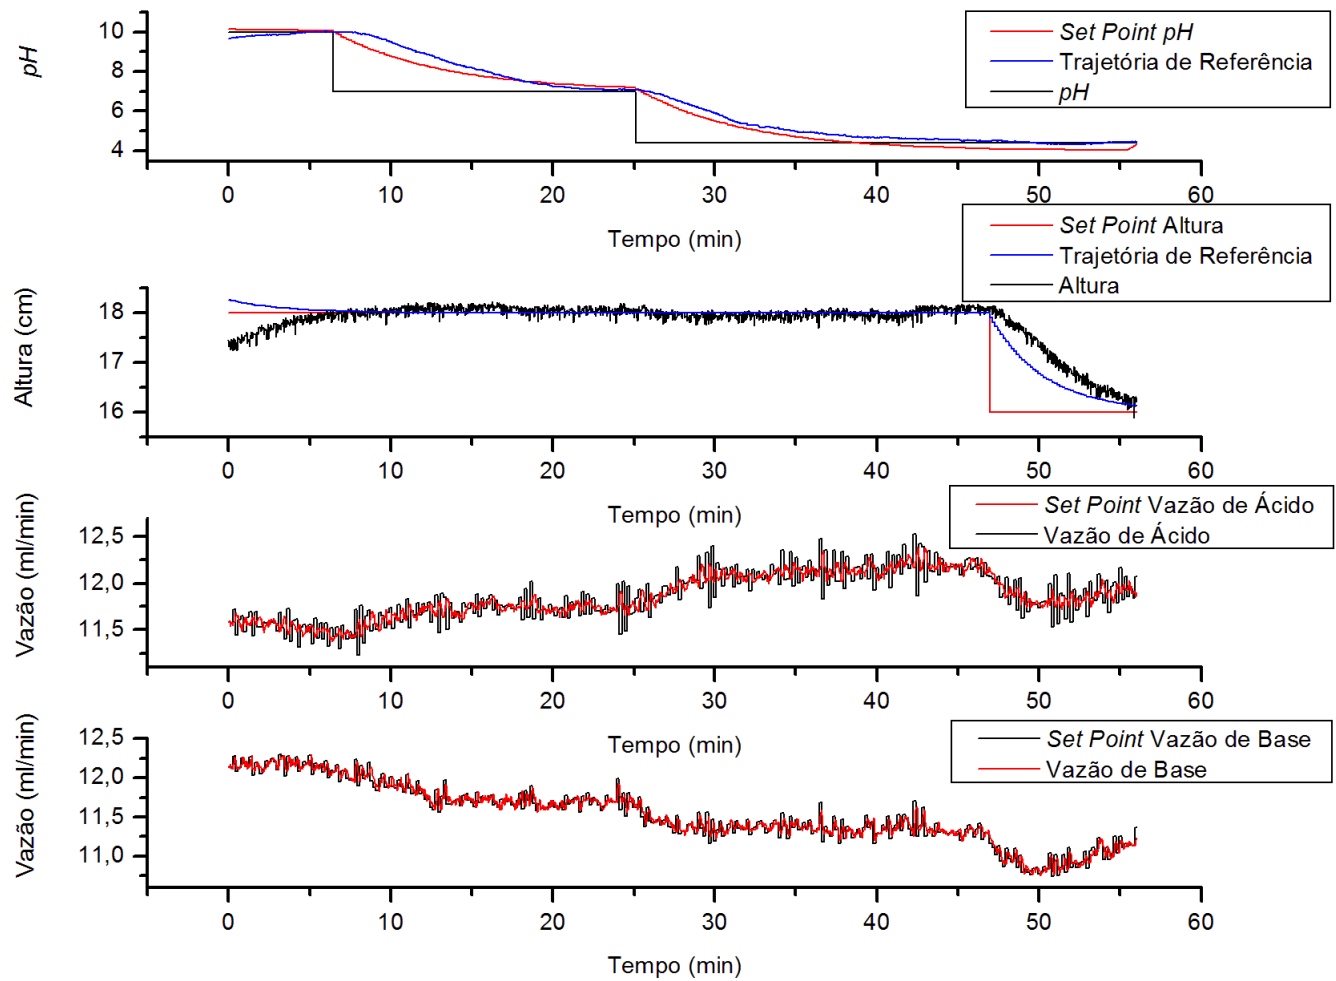 pH
10
8
6
4
0
10
20
30
40
50
60
Tempo (min)
Set Point pH
Trajetória de Referência
pH
Altura (cm)
18
17
16
0
10
20
30
40
50
60
Tempo (min)
Set Point Altura
Trajetória de Referência
Altura
Vazão (ml/min)
12,5
12,0
11,5
0
10
20
30
40
50
60
Tempo (min)
Set Point Vazão de Ácido
Vazão de Ácido
Vazão (ml/min)
12,5
12,0
11,5
11,0
0
10
20
30
40
50
60
Tempo (min)
Set Point Vazão de Base
Vazão de Base